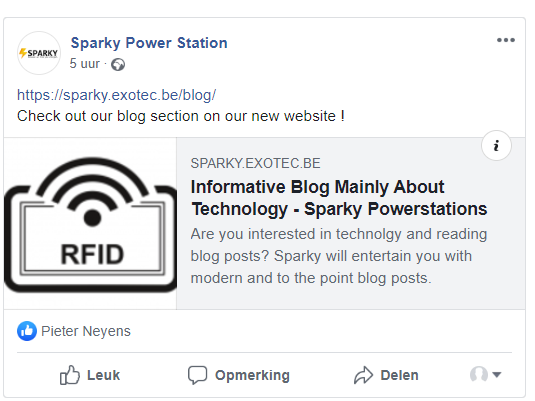 SPARKY
Sparky Power Station
5 uur ·
https://sparky.exotec.be/blog/
Check out our blog section on our new website !
i
RFID
SPARKY.EXOTEC.BE
Informative Blog Mainly About
Technology - Sparky Powerstations
Are you interested in technolgy and reading
blog posts? Sparky will entertain you with
modern and to the point blog posts.
Pieter Neyens
Leuk Opmerking Delen